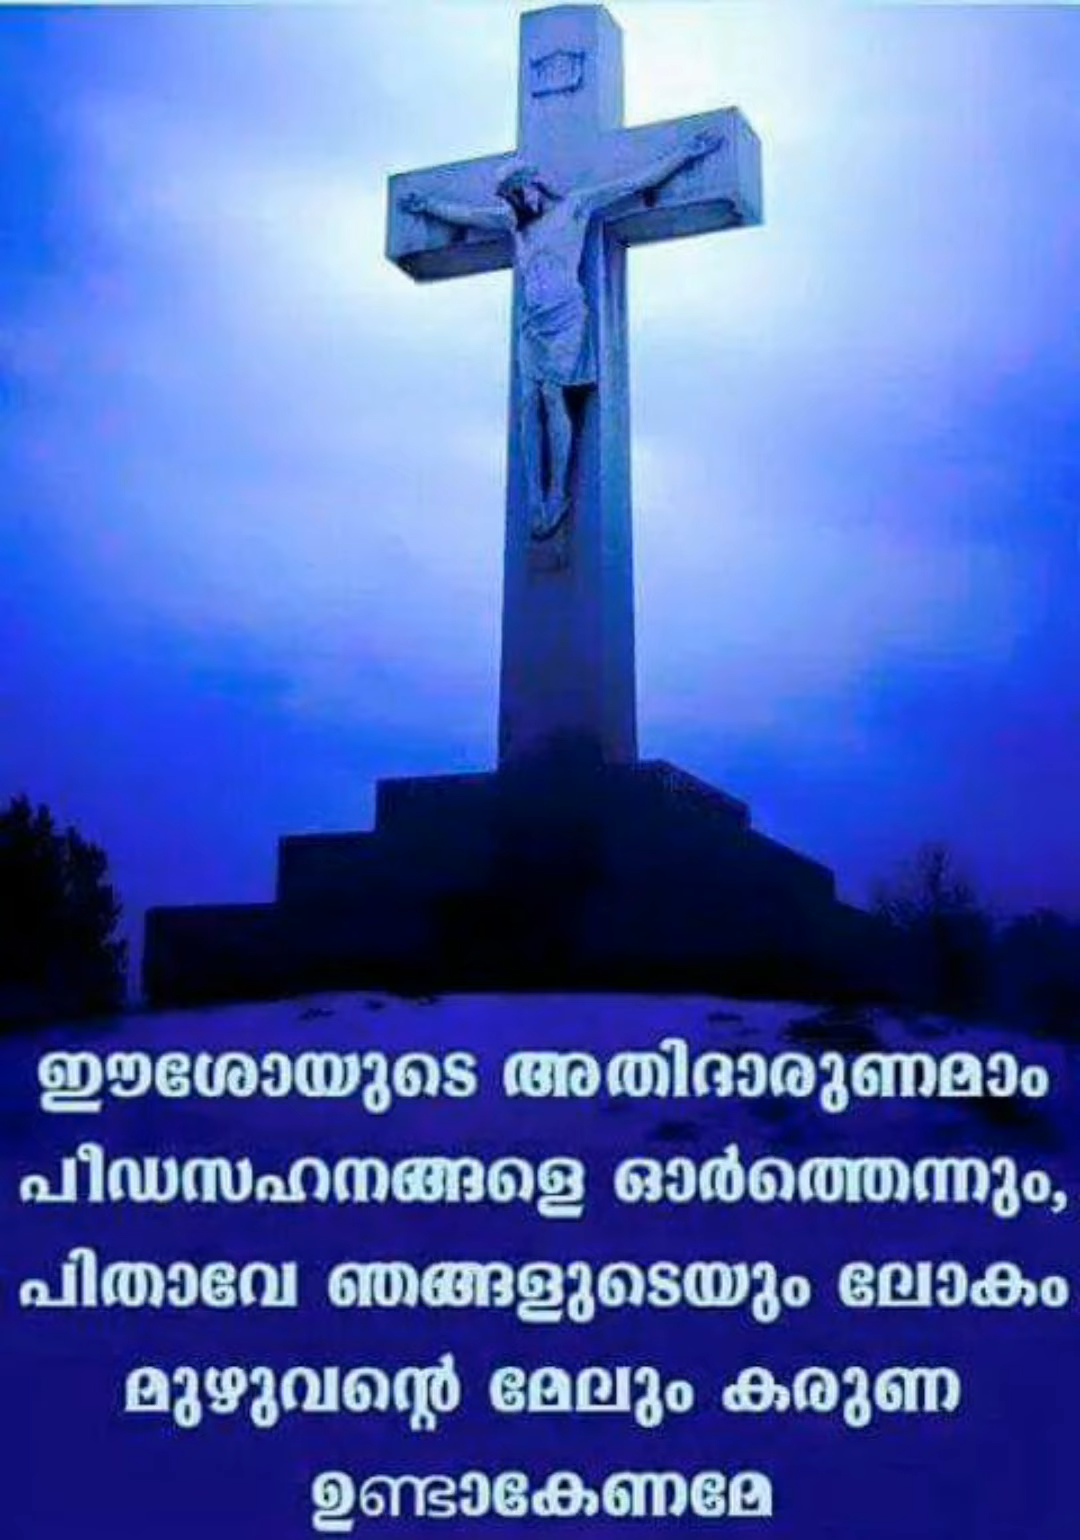 ഈശോയുടെ അതിദാരുണമാം
പീഡസഹനങ്ങളെ ഓർത്തെന്നും,
പിതാവേ ഞങ്ങളുടെയും ലോകം
മുഴുവന്റെ മേലും കരുണ
ഉണ്ടാകേണമേ